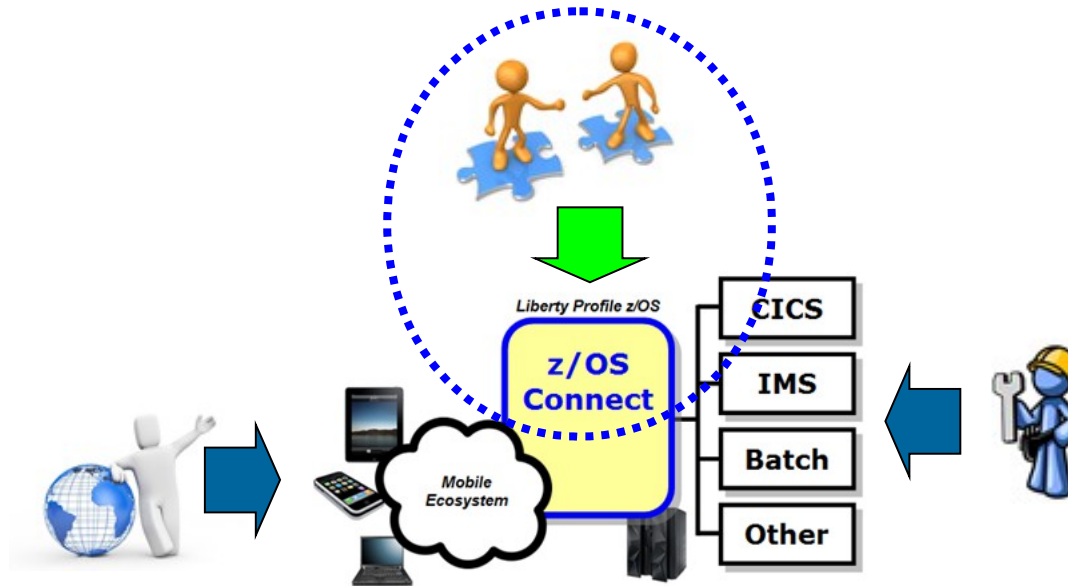 Liberty Profile z/OS
z/OS
Connect
CICS
IMS
Batch
Other
Mobile
Ecosystem